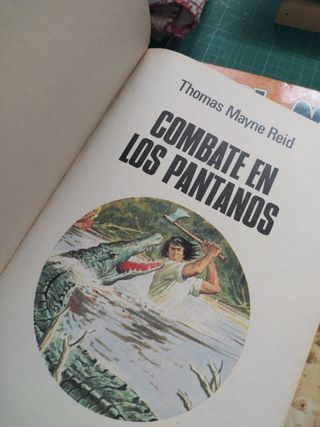 Thomas Mayne Reid
COMBATE EN
LOS PANTANOS